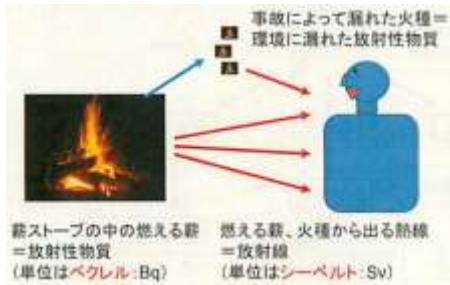 事故によって漏れた火種＝
環境に漏れた放射性物質
薪ストーブの中の燃える薪
＝放射性物質
(単位はベクレル:Bq)
燃える薪、火種から出る熱線
＝放射線
(単位はシーベルト:Sv)